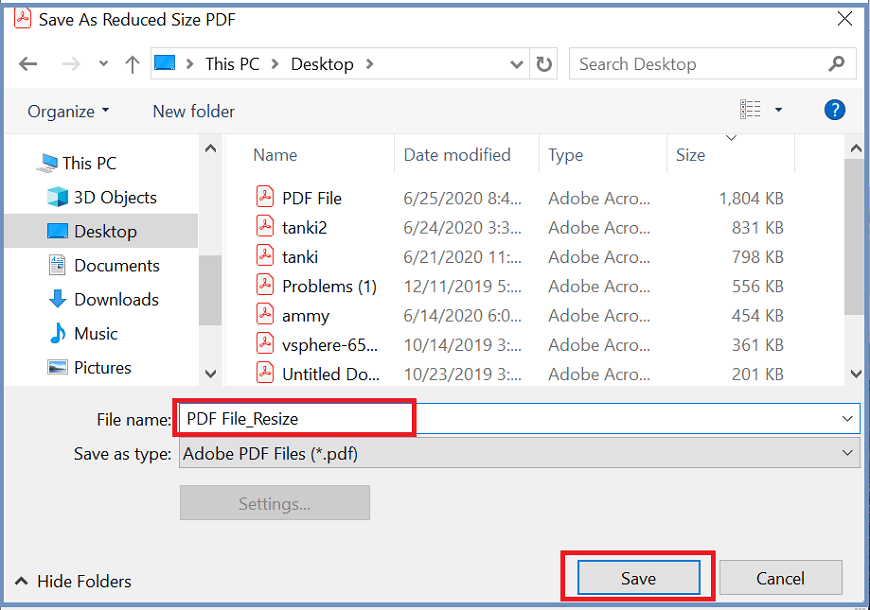 Save As Reduced Size PDF
This PC > Desktop >
Search Desktop
Organize
New folder
?
Name Date modified Type Size
This PC
3D Objects
Desktop
Documents
Downloads
Music
Pictures
PDF File 6/25/2020 8:4... Adobe Acro... 1,804 KB
tanki2 6/24/2020 3:3... Adobe Acro... 831 KB
tanki 6/21/2020 11:... Adobe Acro... 798 KB
Problems (1) 12/11/2019 5:... Adobe Acro... 556 KB
ammy 6/14/2020 6:0... Adobe Acro... 454 KB
vsphere-65... 10/14/2019 3:... Adobe Acro... 361 KB
Untitled Do... 10/23/2019 3:... Adobe Acro... 201 KB
File name: PDF File_Resize
Save as type: Adobe PDF Files (*.pdf)
Settings...
Hide Folders
Save
Cancel